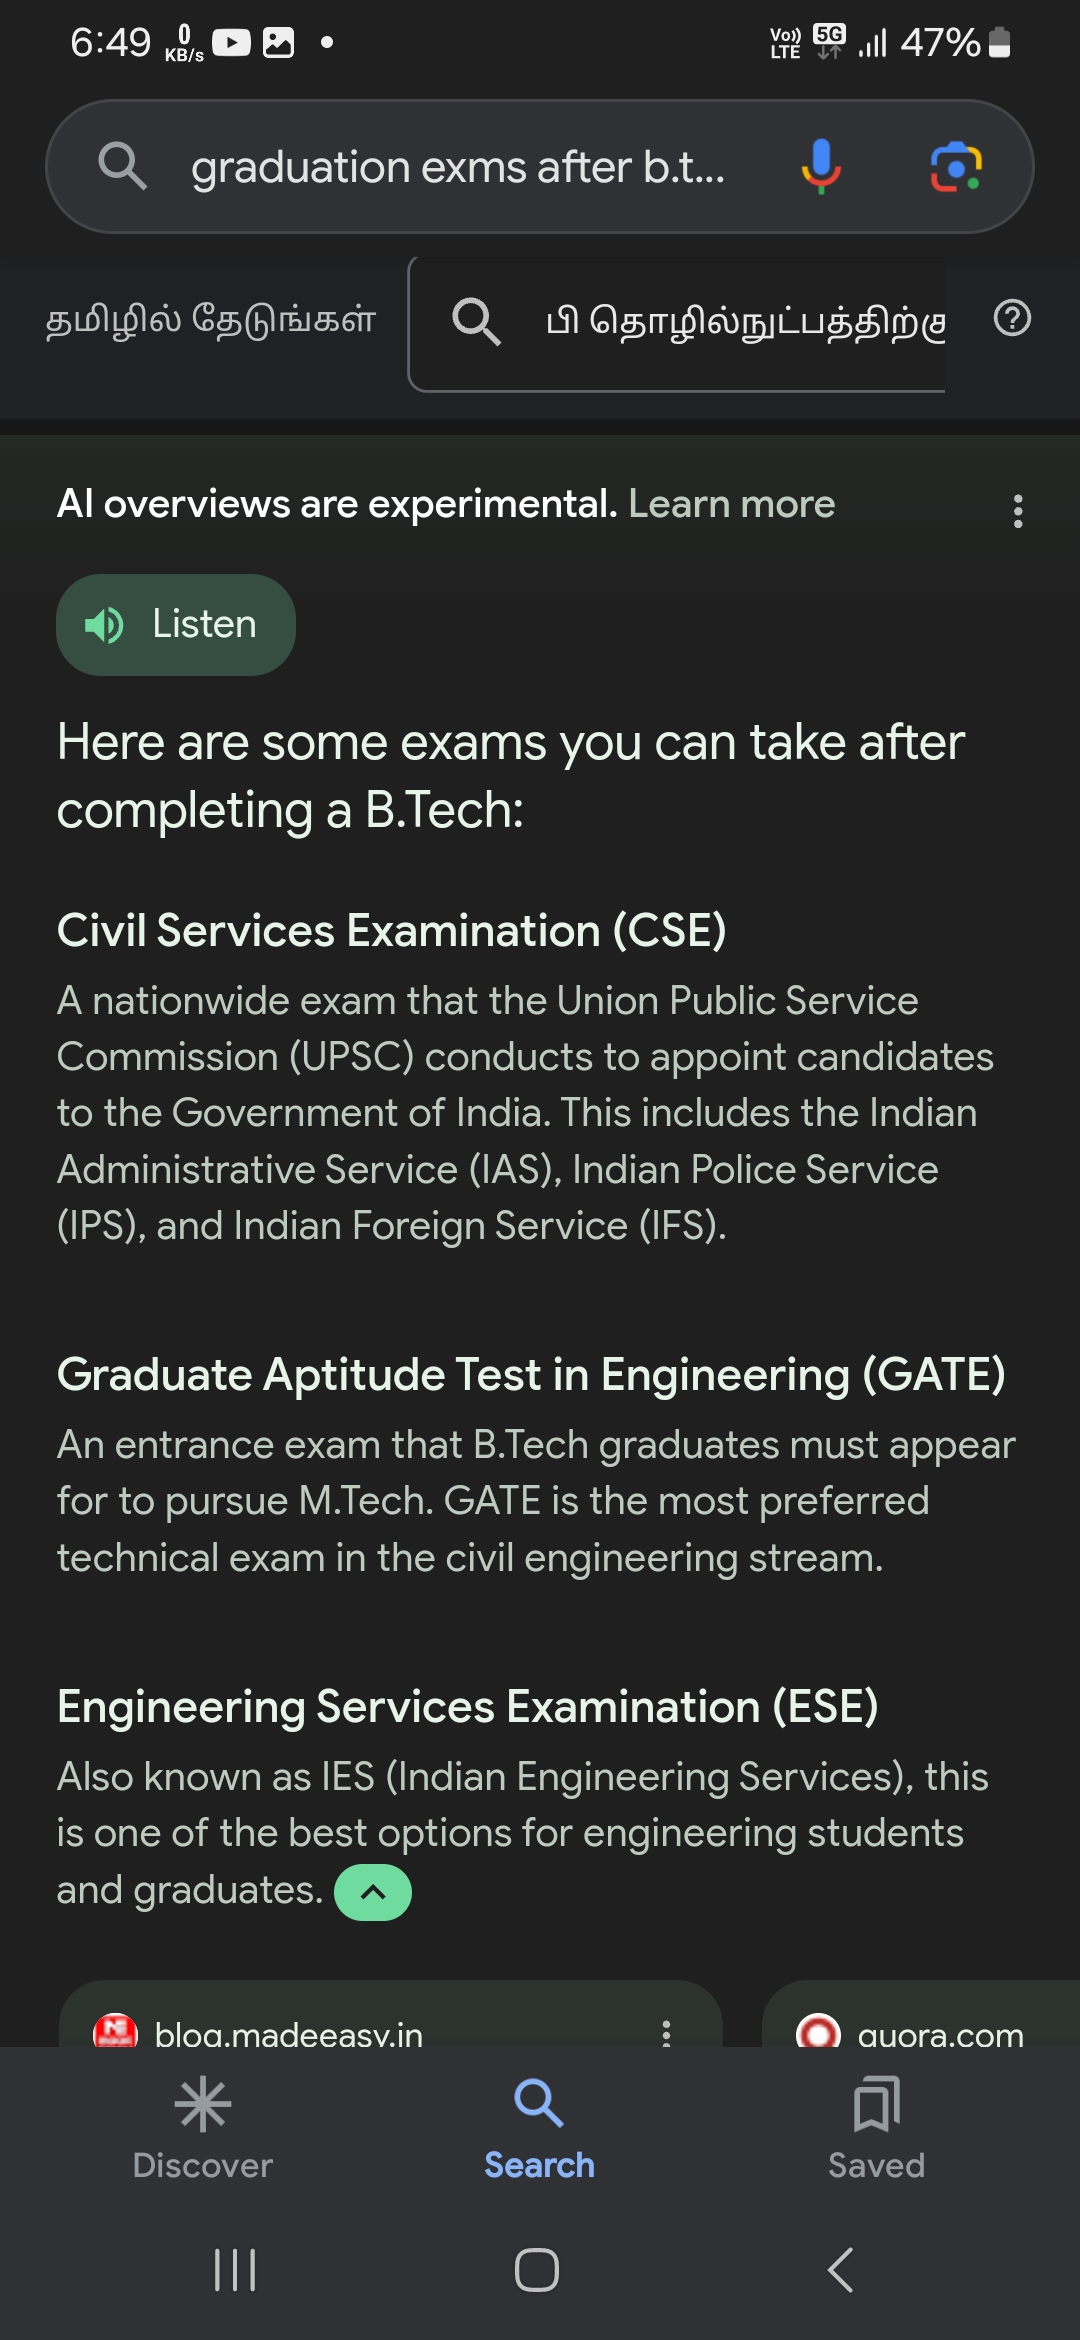 6:49 0 KB/s Vo)) LTE 5G 47%
graduation exms after b.t...
தமிழில் தேடுங்கள் பி தொழில்நுட்பத்திற்கு
AI overviews are experimental. Learn more
Listen
Here are some exams you can take after
completing a B.Tech:
Civil Services Examination (CSE)
A nationwide exam that the Union Public Service
Commission (UPSC) conducts to appoint candidates
to the Government of India. This includes the Indian
Administrative Service (IAS), Indian Police Service
(IPS), and Indian Foreign Service (IFS).
Graduate Aptitude Test in Engineering (GATE)
An entrance exam that B.Tech graduates must appear
for to pursue M.Tech. GATE is the most preferred
technical exam in the civil engineering stream.
Engineering Services Examination (ESE)
Also known as IES (Indian Engineering Services), this
is one of the best options for engineering students
and graduates.
blog.madeeasy.in quora.com
Discover Search Saved